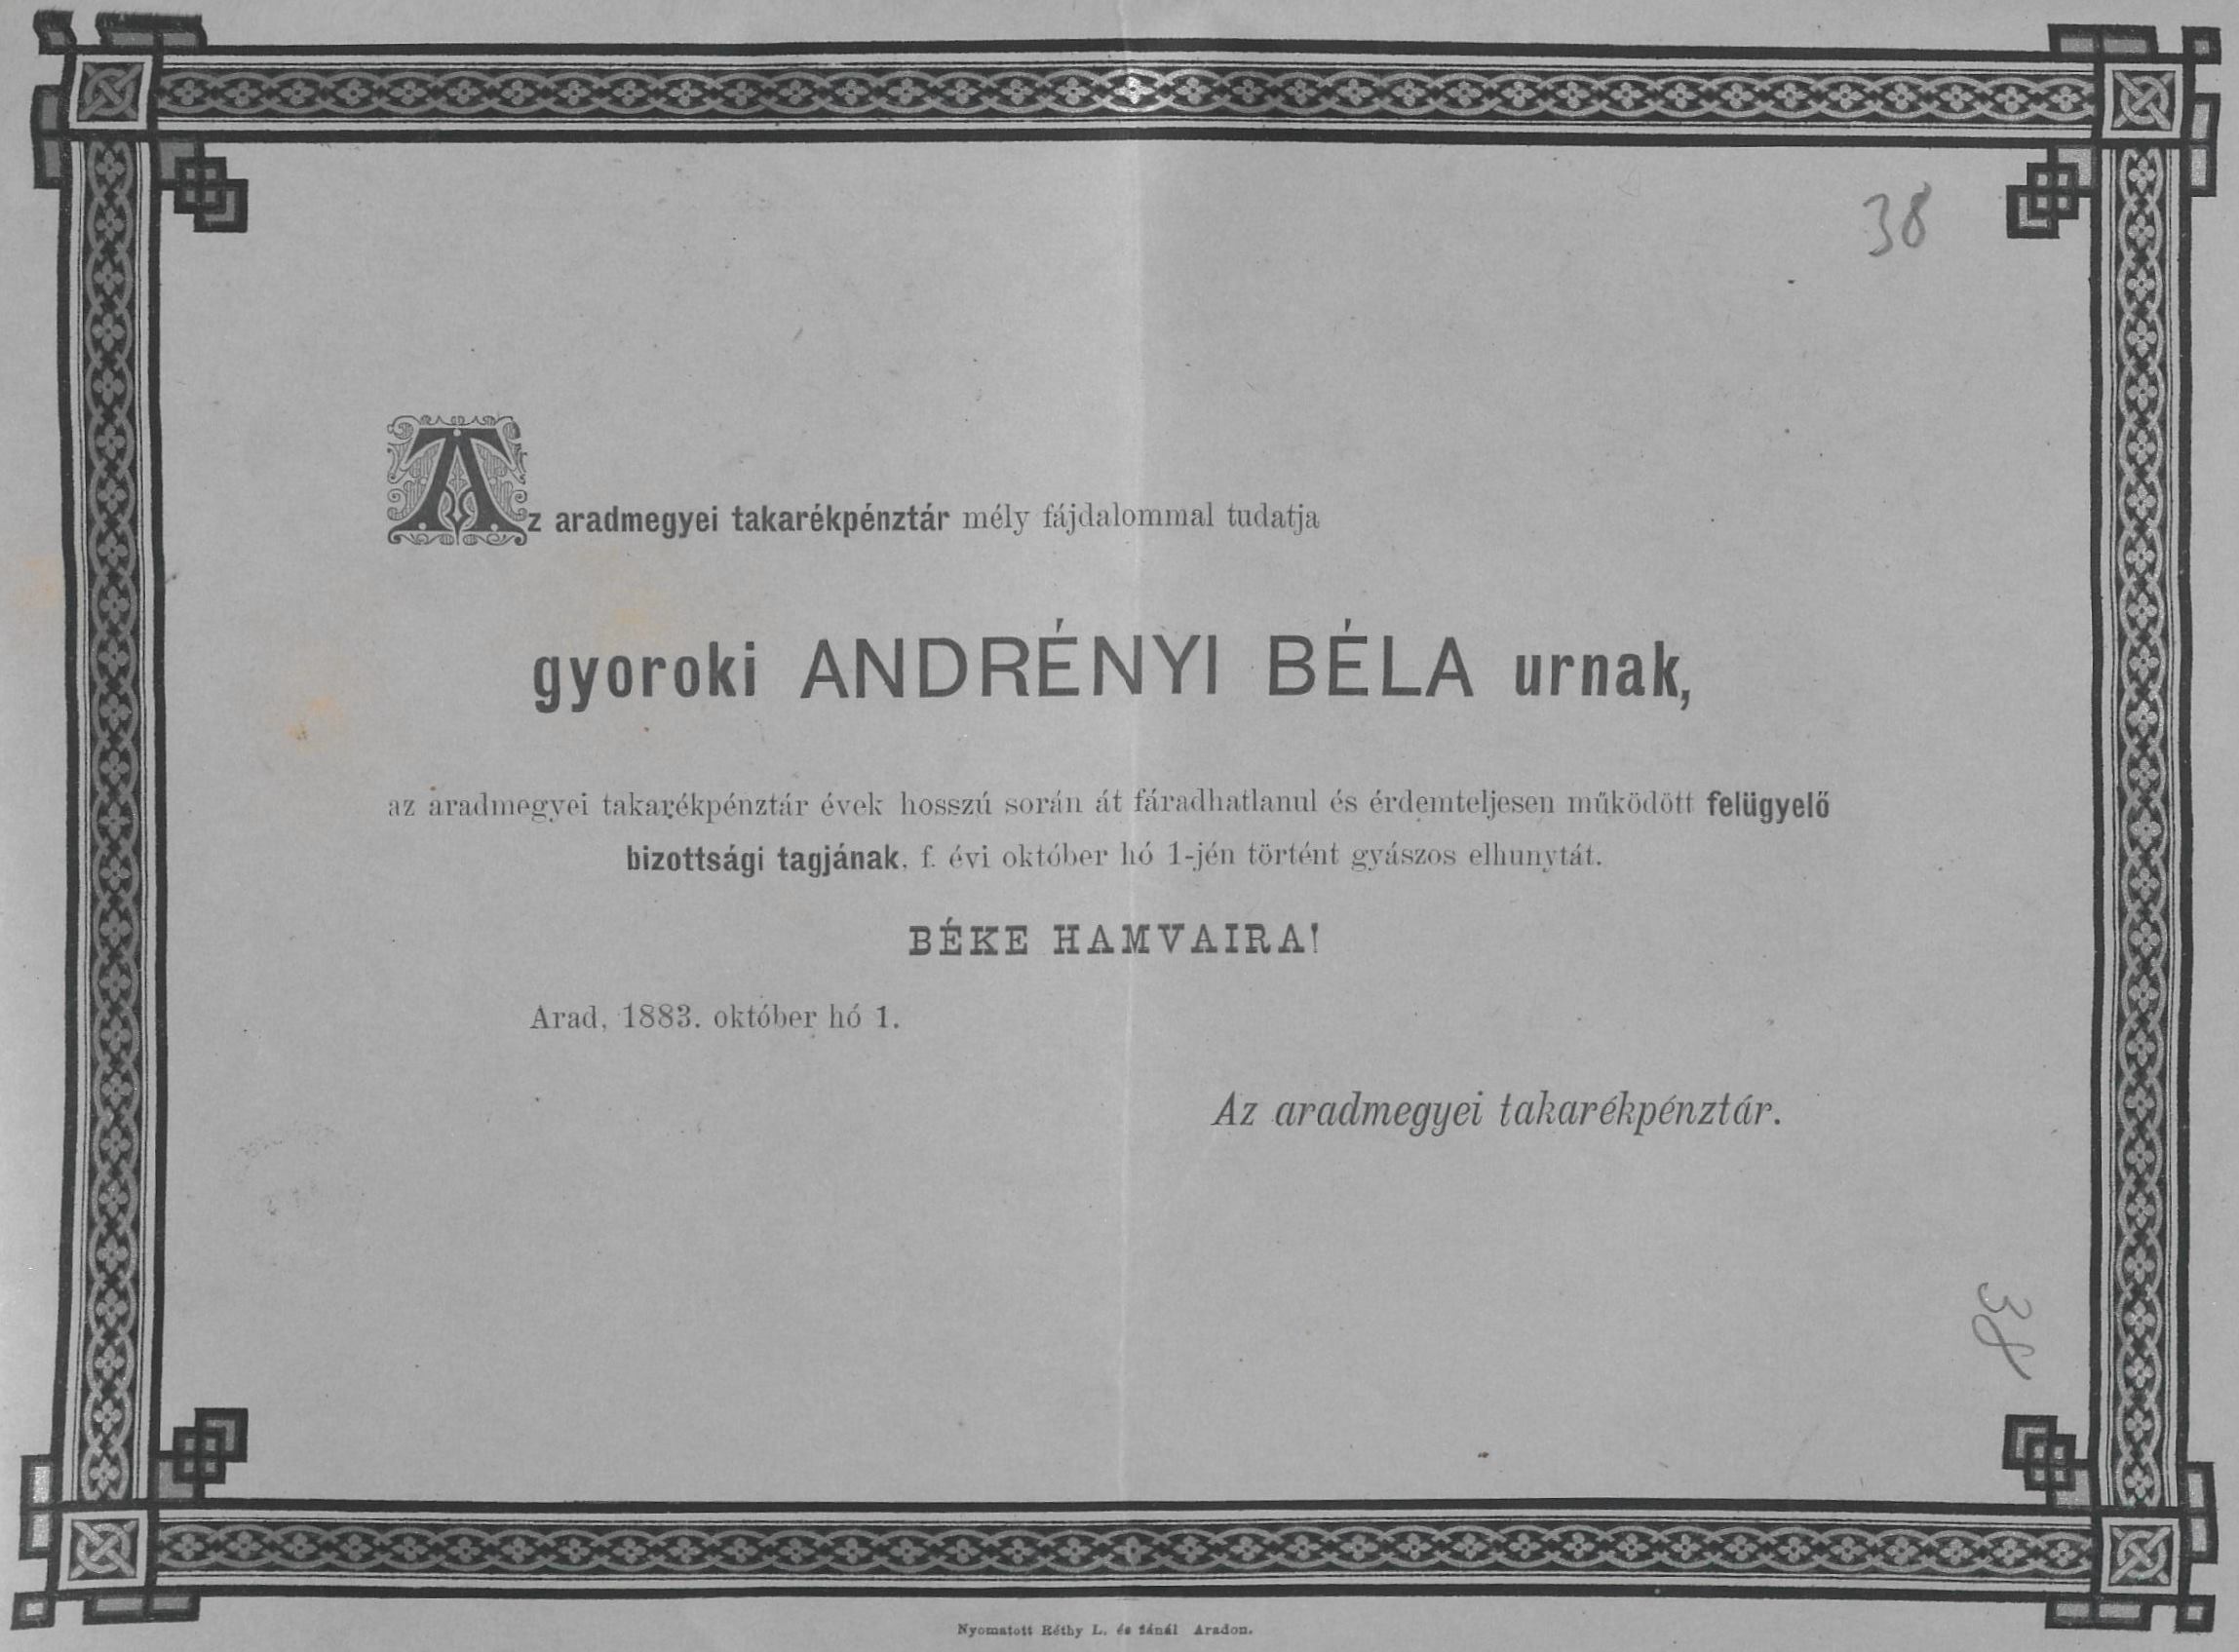 38
Az aradmegyei takarékpénztár mély fájdalommal tudatja
gyoroki ANDRÉNYI BÉLA urnak,
az aradmegyei takarékpénztár évek hosszú során át fáradhatlanul és érdemteljesen működött felügyelő
bizottsági tagjának, f. évi október hó 1-jén történt gyászos elhunytát.
BÉKE HAMVAIRA!
Arad, 1883. október hó 1.
Az aradmegyei takarékpénztár.
38
Nyomatott Réthy L. és fánál Aradon.